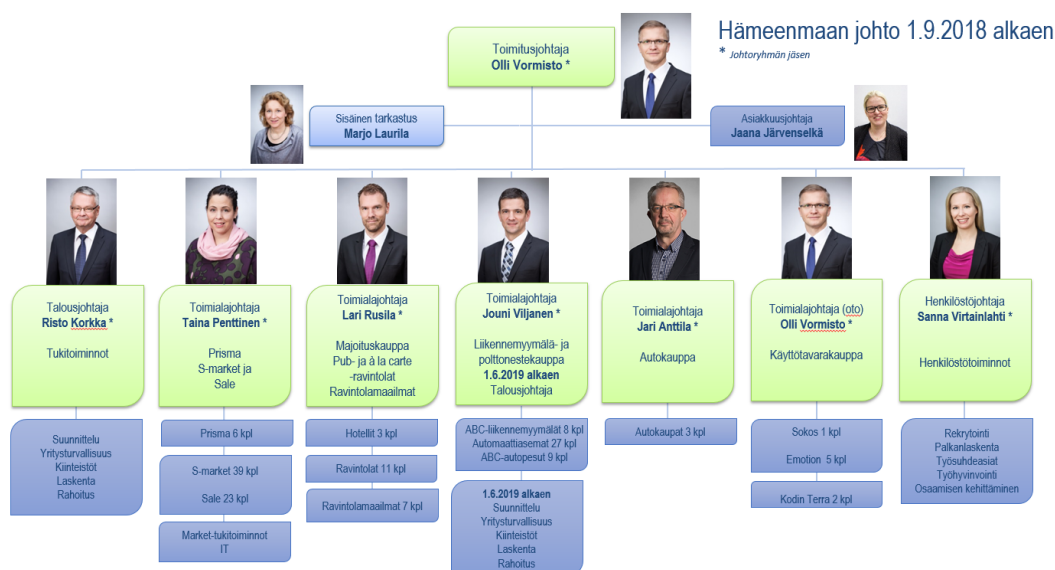 Hämeenmaan johto 1.9.2018 alkaen
* Johtoryhmän jäsen
Toimitusjohtaja
Olli Vormisto *
Sisäinen tarkastus
Marjo Laurila
Asiakkuusjohtaja
Jaana Järvenselkä
Talousjohtaja
Risto Korkka *
Tukitoiminnot
Suunnittelu
Yritysturvallisuus
Kiinteistöt
Laskenta
Rahoitus
Toimialajohtaja
Taina Penttinen *
Prisma
S-market ja
Sale
Prisma 6 kpl
S-market 39 kpl
Sale 23 kpl
Market-tukitoiminnot
IT
Toimialajohtaja
Lari Rusila *
Majoituskauppa
Pub- ja à la carte
-ravintolat
Ravintolamaailmat
Hotellit 3 kpl
Ravintolat 11 kpl
Ravintolamaailmat 7 kpl
Toimialajohtaja
Jouni Viljanen *
Liikennemyymälä- ja
polttonestekauppa
1.6.2019 alkaen
Talousjohtaja
ABC-liikennemyymälät 8 kpl
Automaattiasemat 27 kpl
ABC-autopesut 9 kpl
1.6.2019 alkaen
Suunnittelu
Yritysturvallisuus
Kiinteistöt
Laskenta
Rahoitus
Toimialajohtaja
Jari Anttila *
Autokauppa
Autokaupat 3 kpl
Toimialajohtaja (oto)
Olli Vormisto *
Käyttötavarakauppa
Sokos 1 kpl
Emotion 5 kpl
Kodin Terra 2 kpl
Henkilöstöjohtaja
Sanna Virtainlahti *
Henkilöstötoiminnot
Rekrytointi
Palkanlaskenta
Työsuhdeasiat
Työhyvinvointi
Osaamisen kehittäminen